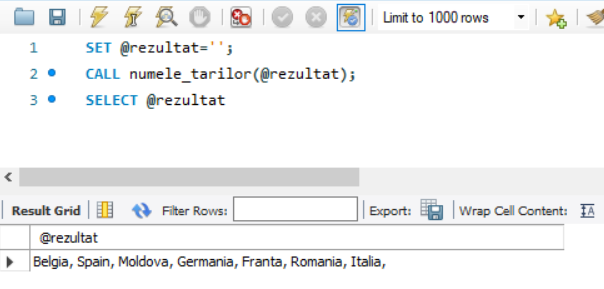 Limit to 1000 rows
1 SET @rezultat='';
2 CALL numele_tarilor(@rezultat);
3 SELECT @rezultat
Result Grid Filter Rows: Export: Wrap Cell Content: IA
@rezultat
Belgia, Spain, Moldova, Germania, Franta, Romania, Italia,